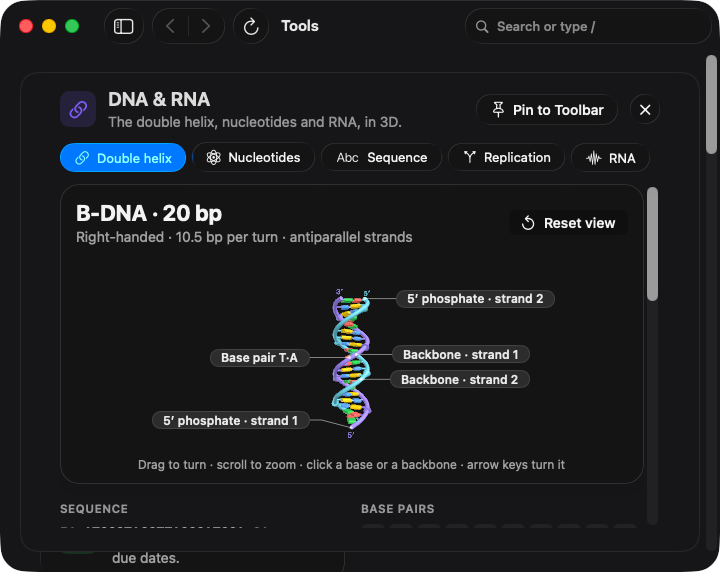 Tools
Search or type /
DNA & RNA
The double helix, nucleotides and RNA, in 3D.
Pin to Toolbar
Double helix
Nucleotides
Abc Sequence
Replication
RNA
B-DNA · 20 bp
Right-handed · 10.5 bp per turn · antiparallel strands
Reset view
3′ 5′
5′ phosphate · strand 2
Backbone · strand 1
Base pair T·A
Backbone · strand 2
5′ phosphate · strand 1
5′
Drag to turn · scroll to zoom · click a base or a backbone · arrow keys turn it
SEQUENCE
BASE PAIRS
due dates.